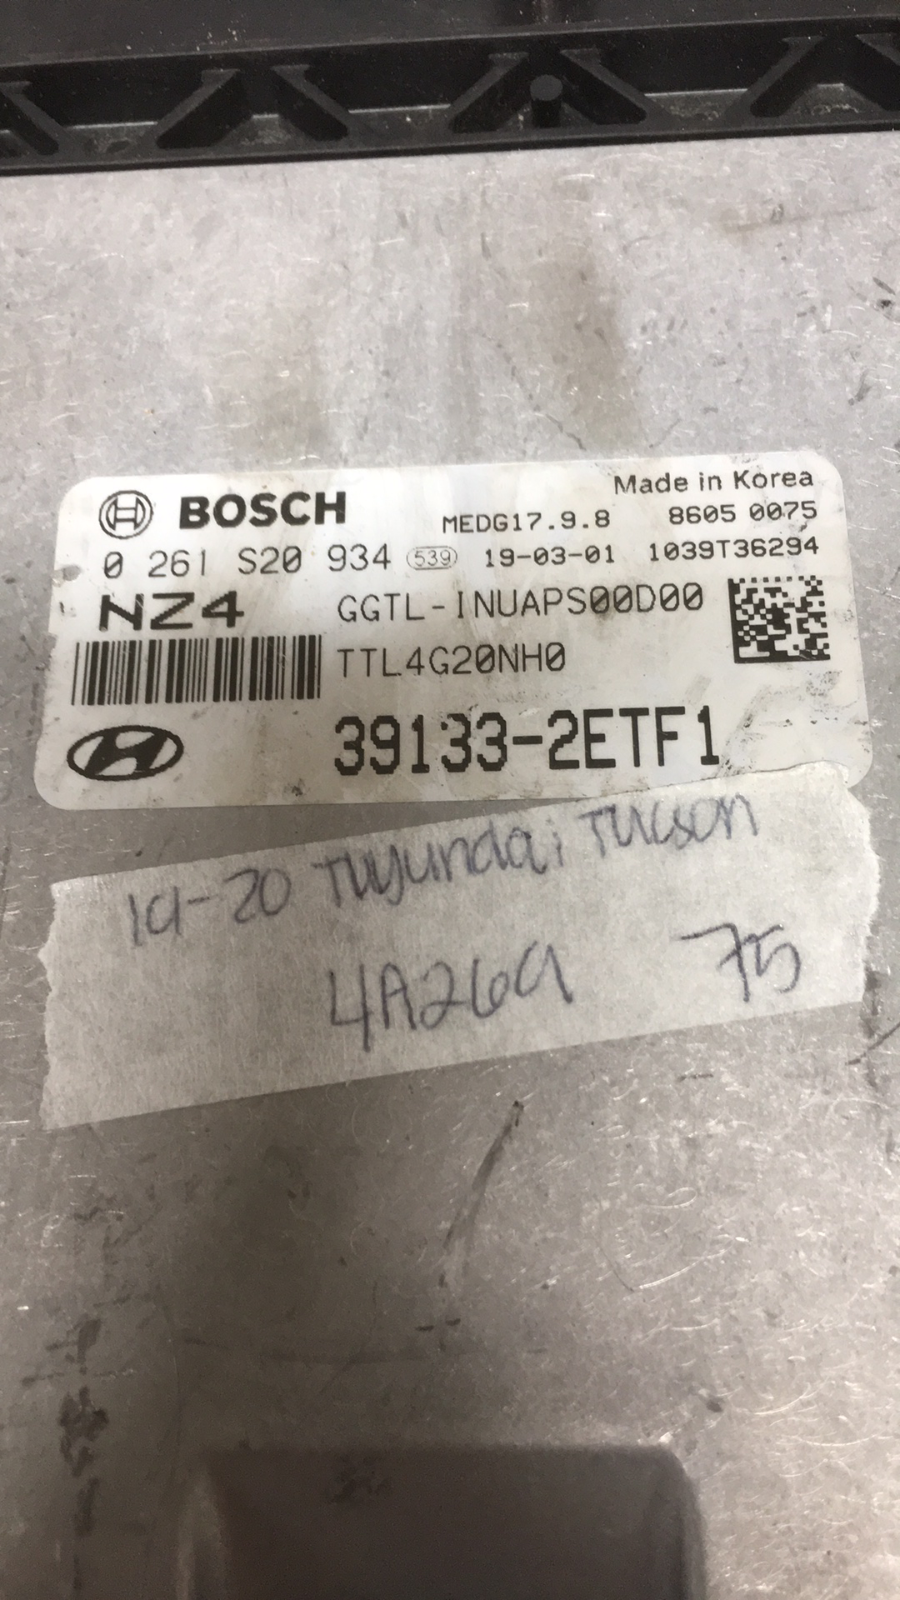 Made in Korea
BOSCH
MEDG17.9.8 8605 0075
0 261 S20 934 539 19-03-01 1039T36294
NZ4 GGTL-INUAPS00D00
TTL4G20NH0
39133-2ETF1
19-20 Tuyundai Tucson
4A269 75